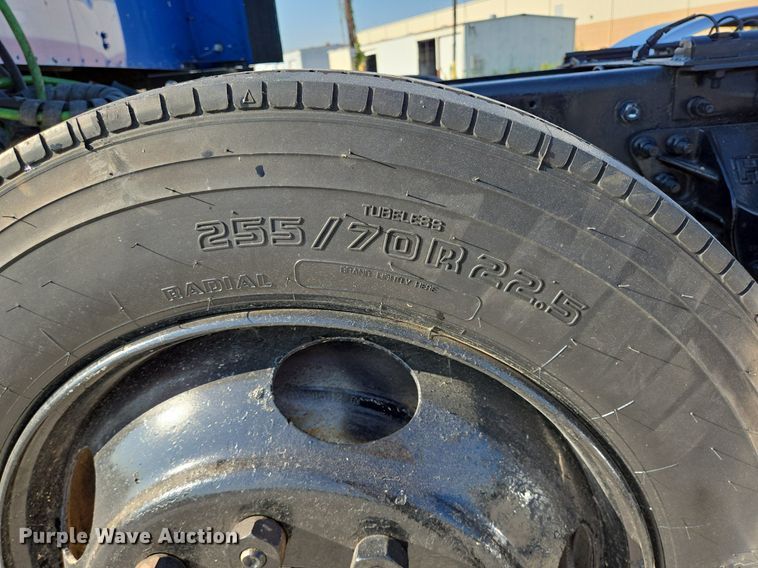 TUBELESS
255/70R22.5
RADIAL
BRAND LIGHTLY HERE
Purple Wave Auction®